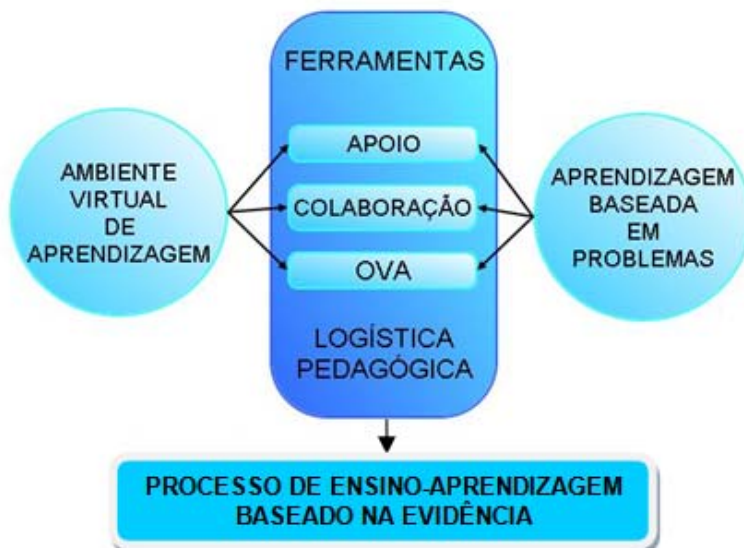 FERRAMENTAS
APOIO
COLABORAÇÃO
OVA
LOGÍSTICA
PEDAGÓGICA
AMBIENTE
VIRTUAL
DE
APRENDIZAGEM
APRENDIZAGEM
BASEADA
EM
PROBLEMAS
PROCESSO DE ENSINO-APRENDIZAGEM
BASEADO NA EVIDÊNCIA